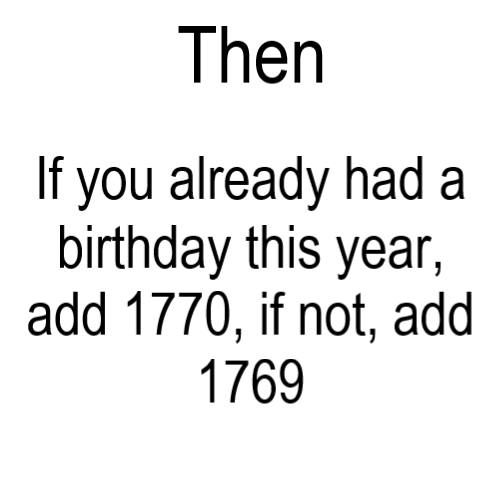 Then
If you already had a
birthday this year,
add 1770, if not, add
1769